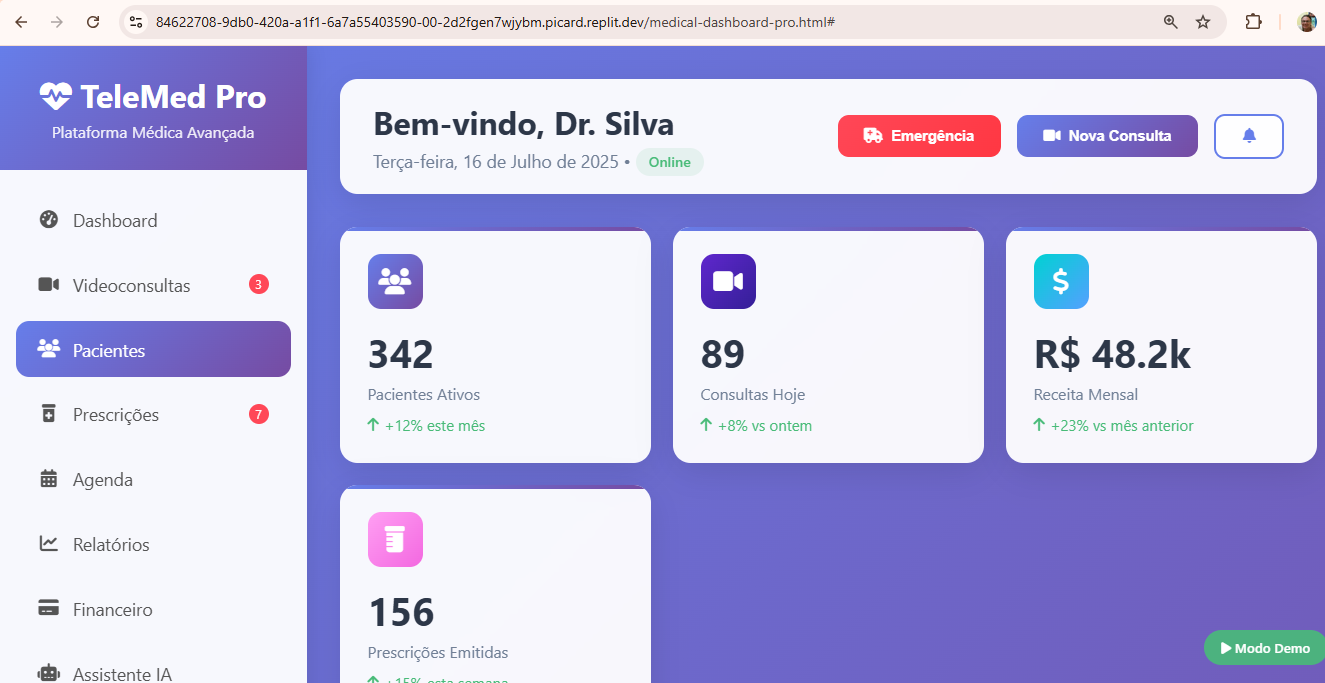 84622708-9db0-420a-a1f1-6a7a55403590-00-2d2fgen7wjybm.picard.replit.dev/medical-dashboard-pro.html#
TeleMed Pro
Plataforma Médica Avançada
Dashboard
Videoconsultas 3
Pacientes
Prescrições 7
Agenda
Relatórios
Financeiro
Assistente IA
Bem-vindo, Dr. Silva
Terça-feira, 16 de Julho de 2025 • Online
Emergência
Nova Consulta
342
Pacientes Ativos
+12% este mês
89
Consultas Hoje
+8% vs ontem
$
R$ 48.2k
Receita Mensal
+23% vs mês anterior
156
Prescrições Emitidas
+15% esta semana
Modo Demo